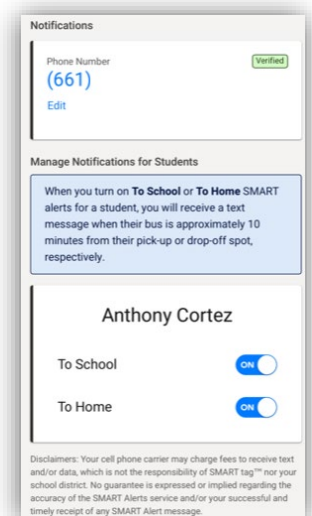 Notifications
Phone Number
Verified
(661)
Edit
Manage Notifications for Students
When you turn on To School or To Home SMART
alerts for a student, you will receive a text
message when their bus is approximately 10
minutes from their pick-up or drop-off spot,
respectively.
Anthony Cortez
To School
ON
To Home
ON
Disclaimers: Your cell phone carrier may charge fees to receive text
and/or data, which is not the responsibility of SMART tag™ nor your
school district. No guarantee is expressed or implied regarding the
accuracy of the SMART Alerts service and/or your successful and
timely receipt of any SMART Alert message.